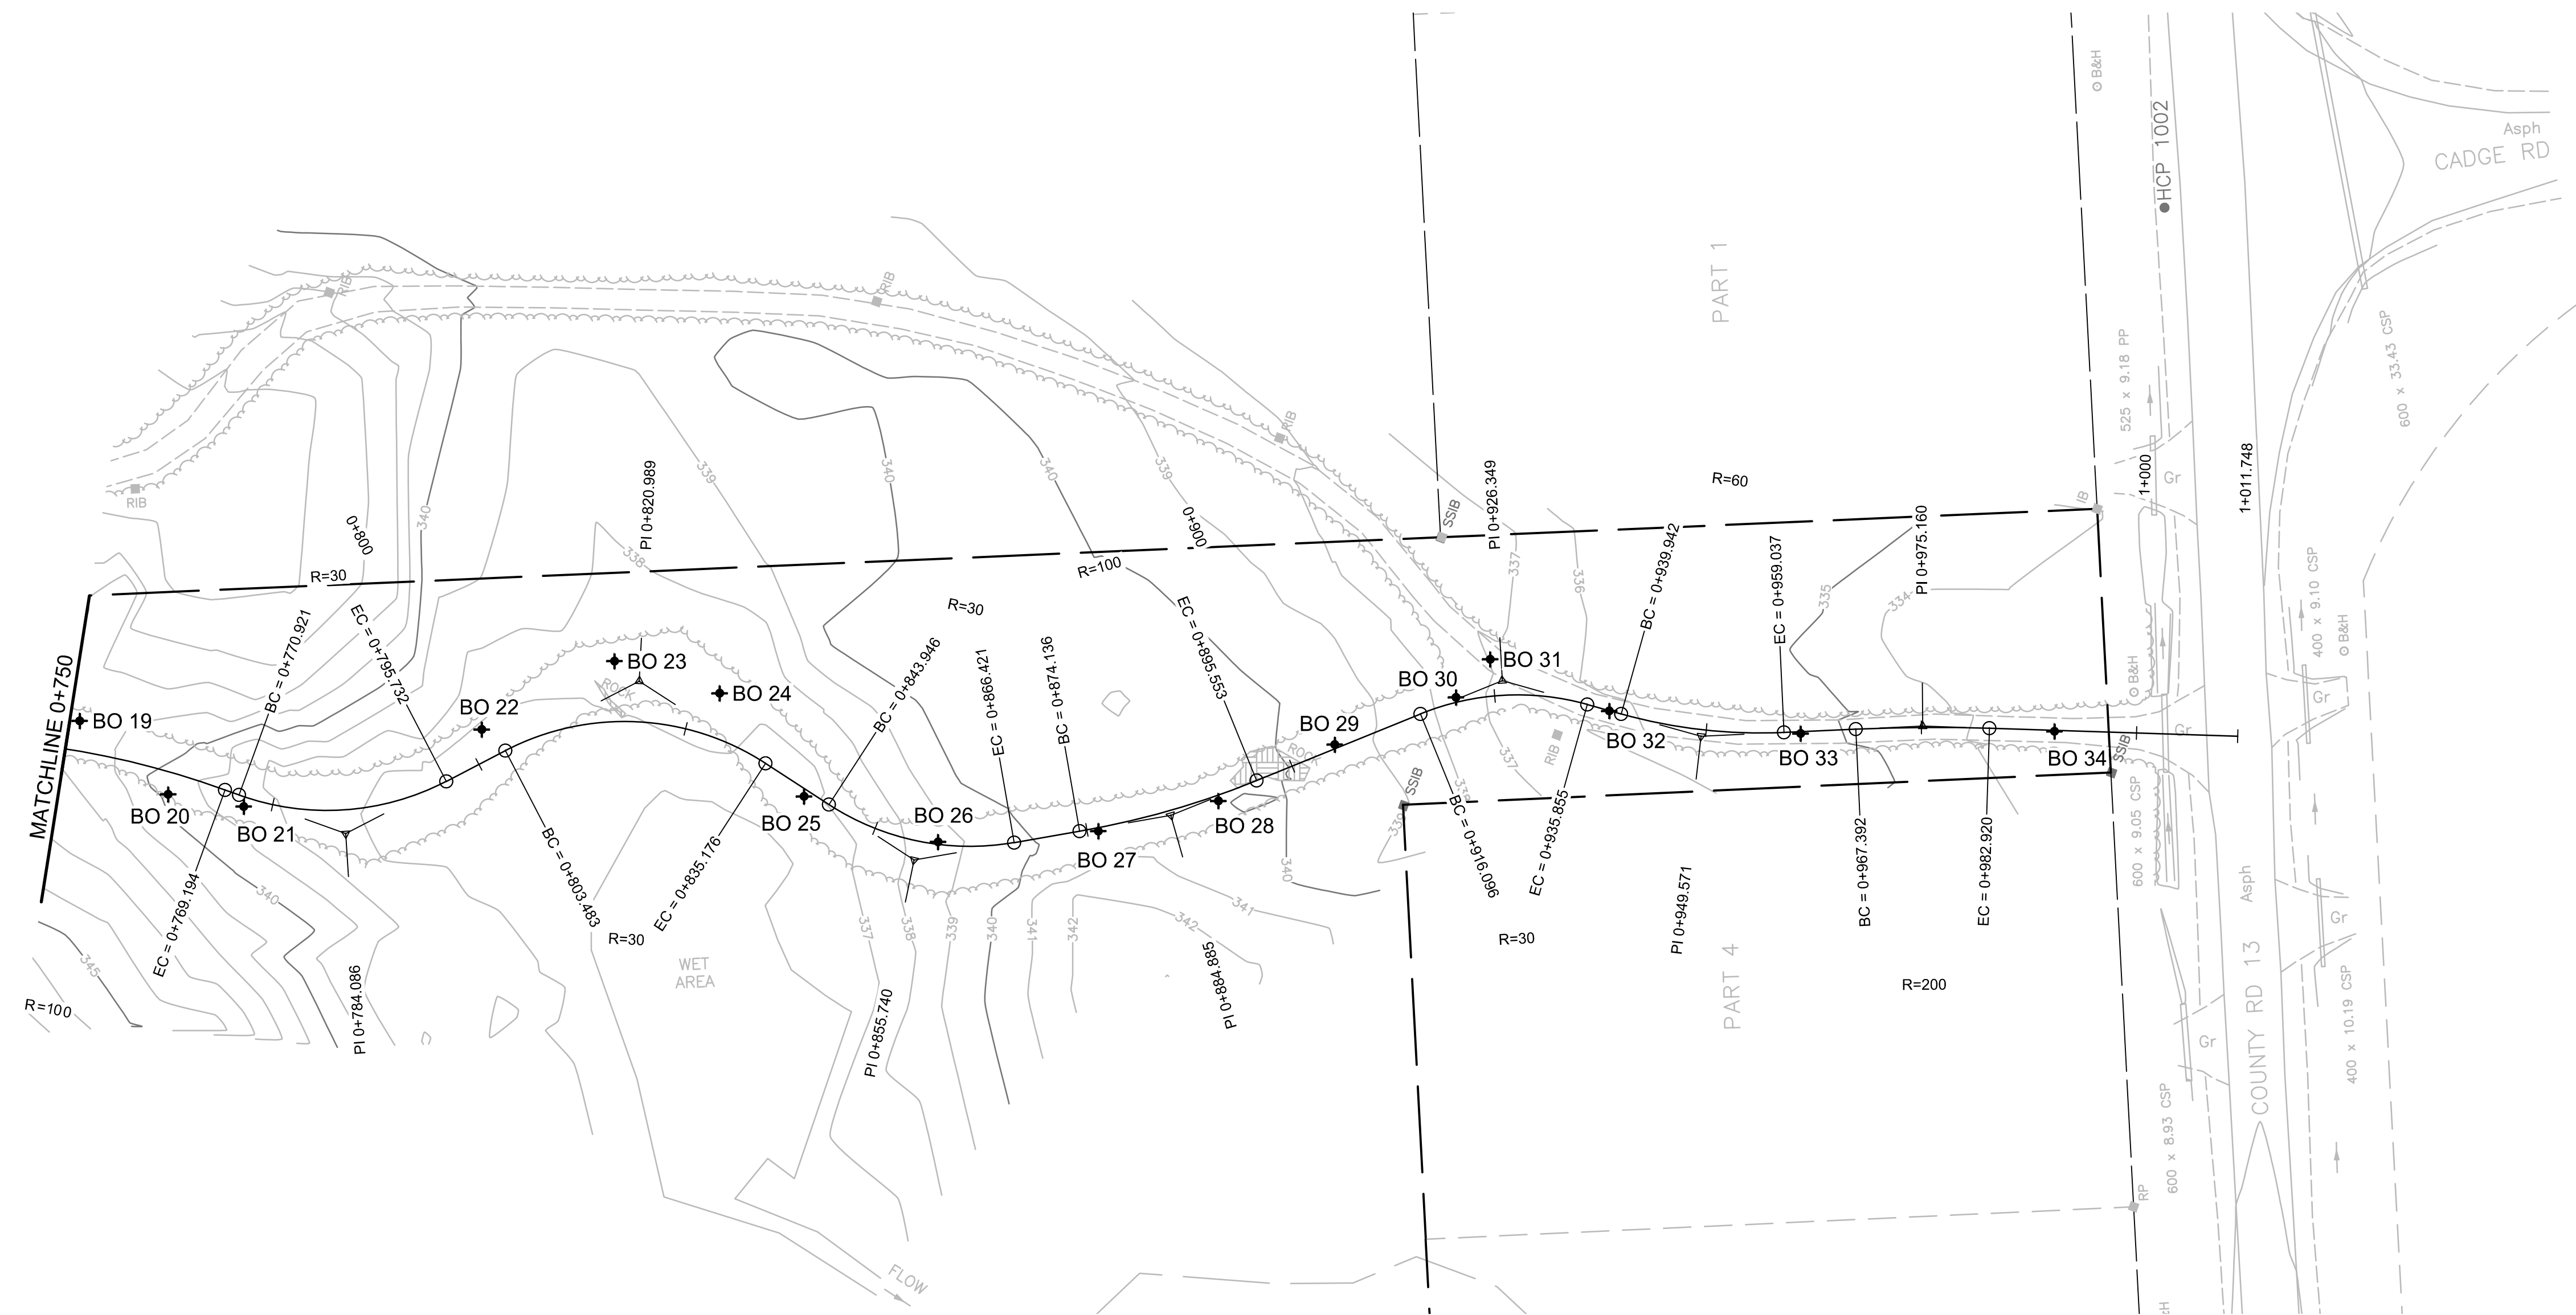 B&H
HCP 1002
Asph
CADGE RD
PART 1
RIB
RIB
525 x 9.18 PP
600 x 33.43 CSP
RIB
339
340
340
339
RIB
PI 0+820.989
PI 0+926.349
R=60
SSIB
IB
1+000
Gr
1+011.748
340
0+800
338
0+900
337
336
BC = 0+939.942
PI 0+975.160
R=30
R=100
R=30
EC = 0+959.037
335
334
400 x 9.10 CSP
B&H
BC = 0+770.921
EC = 0+795.732
BC = 0+843.946
EC = 0+866.421
BC = 0+874.136
EC = 0+895.553
MATCHLINE 0+750
BO 19
BO 22
BO 23
ROCK
BO 24
BO 30
BO 31
B&H
Gr
BO 20
BO 21
BO 25
BO 26
BO 27
BO 28
BO 29
ROCK
BO 32
RIB
337
BO 33
BO 34
SSIB
Gr
SSIB
338
339
EC = 0+769.194
340
BC = 0+803.483
EC = 0+835.176
R=30
337
338
339
340
341
342
342
341
340
BC = 0+916.096
EC = 0+935.855
R=30
PI 0+949.571
BC = 0+967.392
EC = 0+982.920
600 x 9.05 CSP
Asph
Gr
345
R=100
PI 0+784.086
WET
AREA
PI 0+855.740
PI 0+884.885
PART 4
R=200
COUNTY RD 13
Gr
400 x 10.19 CSP
600 x 8.93 CSP
RP
FLOW